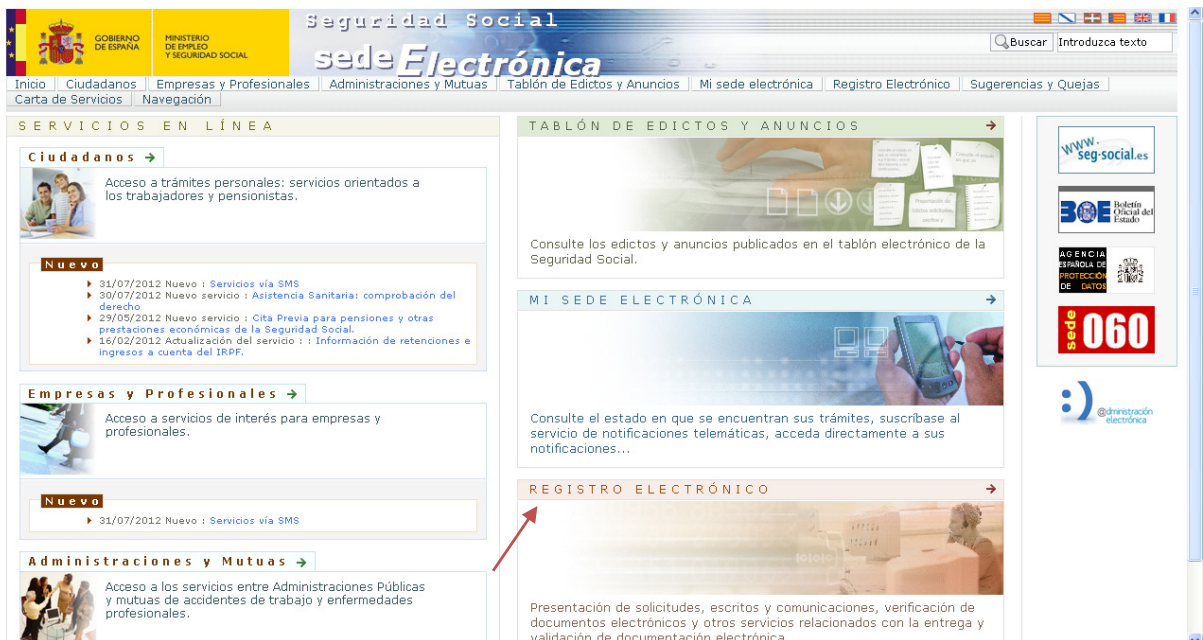 GOBIERNO
DE ESPAÑA
MINISTERIO
DE EMPLEO
Y SEGURIDAD SOCIAL
Seguridad Social
sedeElectrónica
Buscar
Introduzca texto
Inicio
Ciudadanos
Empresas y Profesionales
Administraciones y Mutuas
Tablón de Edictos y Anuncios
Mi sede electrónica
Registro Electrónico
Sugerencias y Quejas
Carta de Servicios
Navegación
SERVICIOS EN LÍNEA
Ciudadanos
Acceso a trámites personales: servicios orientados a
los trabajadores y pensionistas.
Nuevo
31/07/2012 Nuevo : Servicios vía SMS
30/07/2012 Nuevo servicio : Asistencia Sanitaria: comprobación del
derecho
29/05/2012 Nuevo servicio : Cita Previa para pensiones y otras
prestaciones económicas de la Seguridad Social.
16/02/2012 Actualización del servicio : : Información de retenciones e
ingresos a cuenta del IRPF.
Empresas y Profesionales
Acceso a servicios de interés para empresas y
profesionales.
Nuevo
31/07/2012 Nuevo : Servicios vía SMS
Administraciones y Mutuas
Acceso a los servicios entre Administraciones Públicas
y mutuas de accidentes de trabajo y enfermedades
profesionales.
TABLÓN DE EDICTOS Y ANUNCIOS
Consulte los edictos y anuncios publicados en el tablón electrónico de la
Seguridad Social.
MI SEDE ELECTRÓNICA
Consulte el estado en que se encuentran sus trámites, suscríbase al
servicio de notificaciones telemáticas, acceda directamente a sus
notificaciones...
REGISTRO ELECTRÓNICO
Presentación de solicitudes, escritos y comunicaciones, verificación de
documentos electrónicos y otros servicios relacionados con la entrega y
validación de documentación electrónica
www.
seg-social.es
BOE Boletín
Oficial del
Estado
AGENCIA
ESPAÑOLA DE
PROTECCIÓN
DE DATOS
sede 060
:) @dministración
electrónica